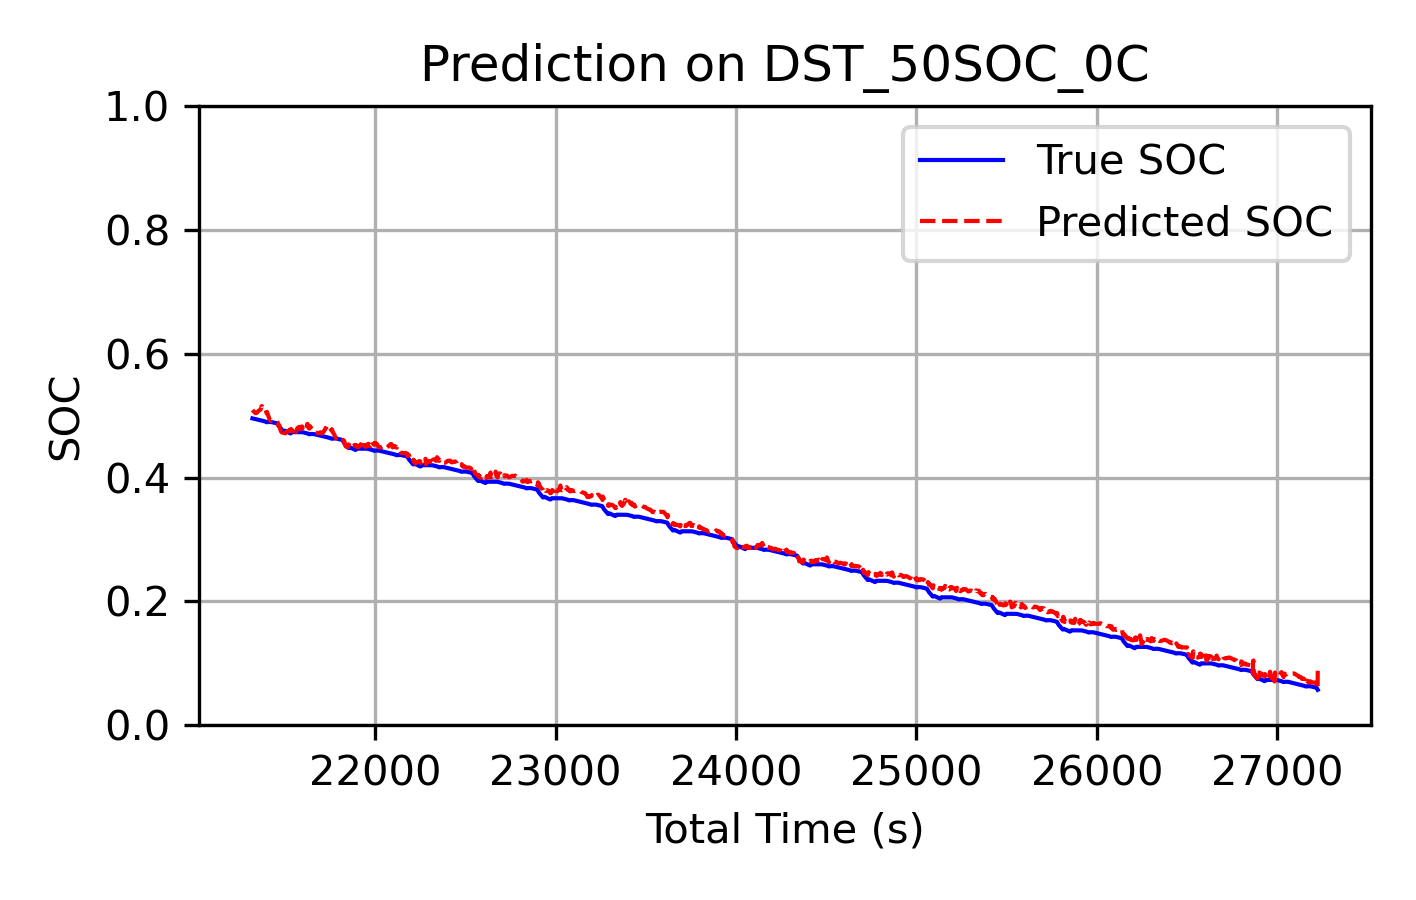 Prediction on DST_50SOC_0C
1.0
0.8
0.6
0.4
0.2
0.0
SOC
True SOC
Predicted SOC
22000 23000 24000 25000 26000 27000
Total Time (s)